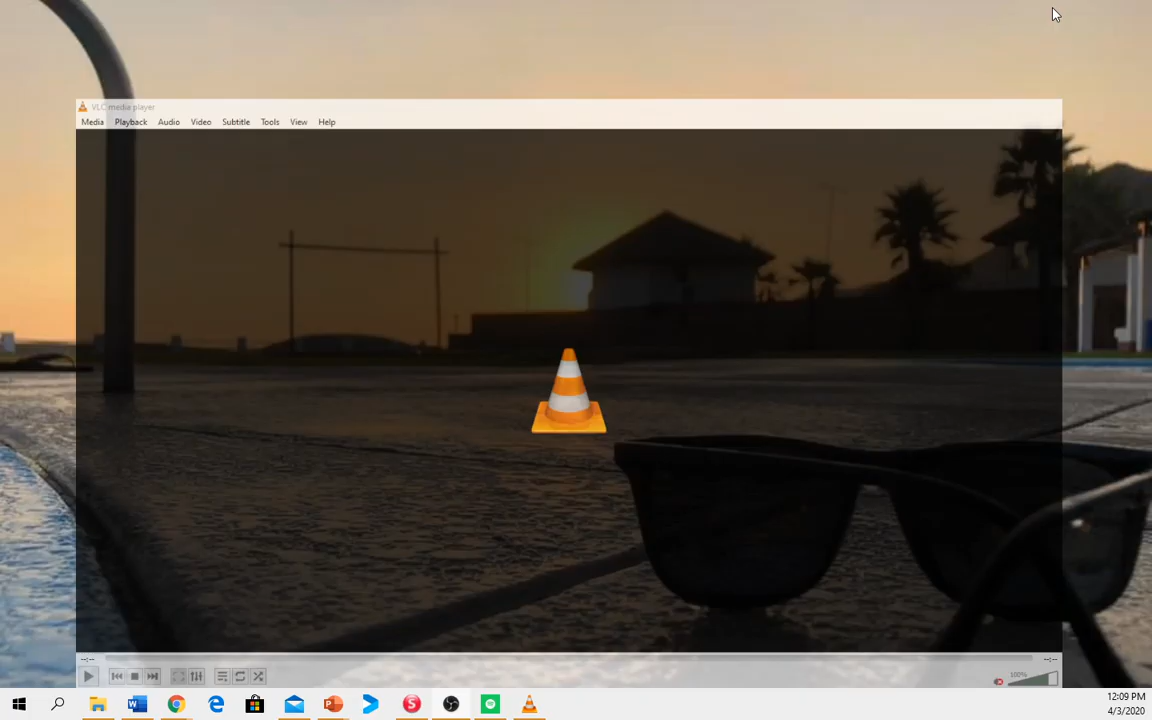 VLC media player
Media Playback Audio Video Subtitle Tools View Help
--:-- --:--
100%
12:09 PM
4/3/2020